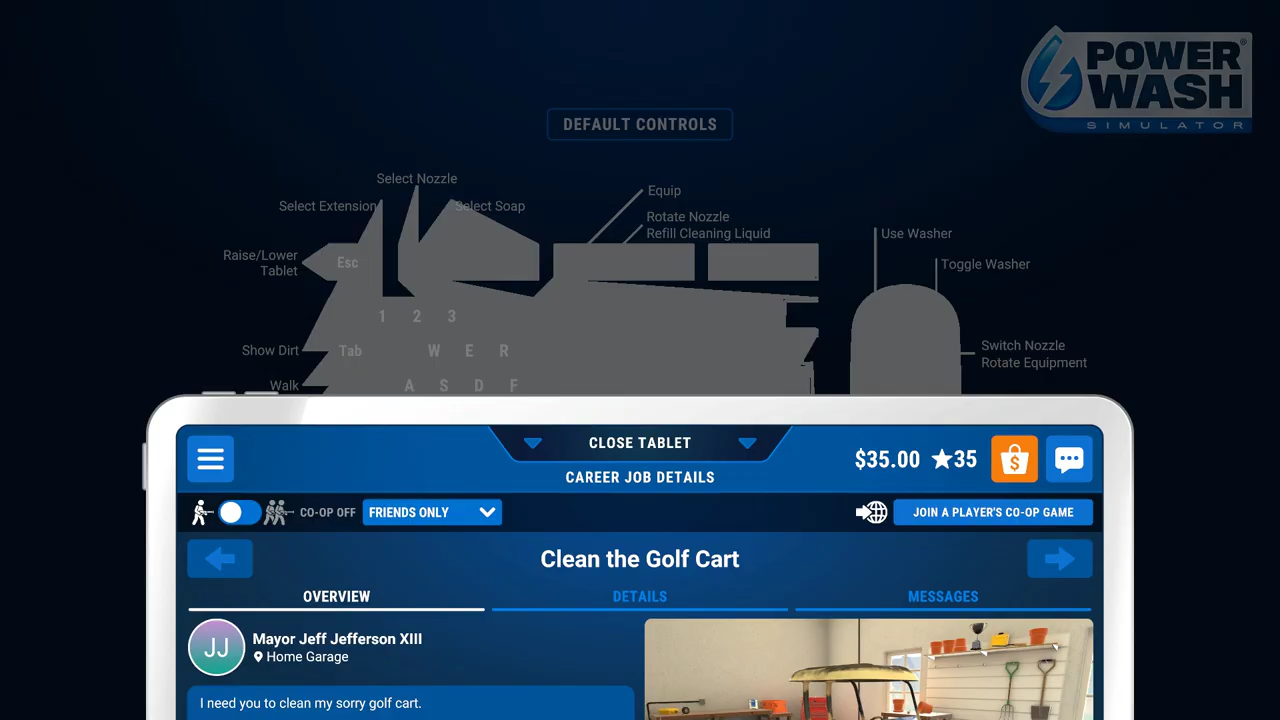 POWER
WASH
SIMULATOR
DEFAULT CONTROLS
Select Nozzle
Select Extension
Select Soap
Equip
Rotate Nozzle
Refill Cleaning Liquid
Use Washer
Toggle Washer
Raise/Lower
Tablet
Esc
1 2 3
Show Dirt
Tab
W E R
Switch Nozzle
Rotate Equipment
Walk
A S D F
CLOSE TABLET
CAREER JOB DETAILS
$35.00 ★35
CO-OP OFF
FRIENDS ONLY
JOIN A PLAYER'S CO-OP GAME
Clean the Golf Cart
OVERVIEW
DETAILS
MESSAGES
JJ
Mayor Jeff Jefferson XIII
Home Garage
I need you to clean my sorry golf cart.